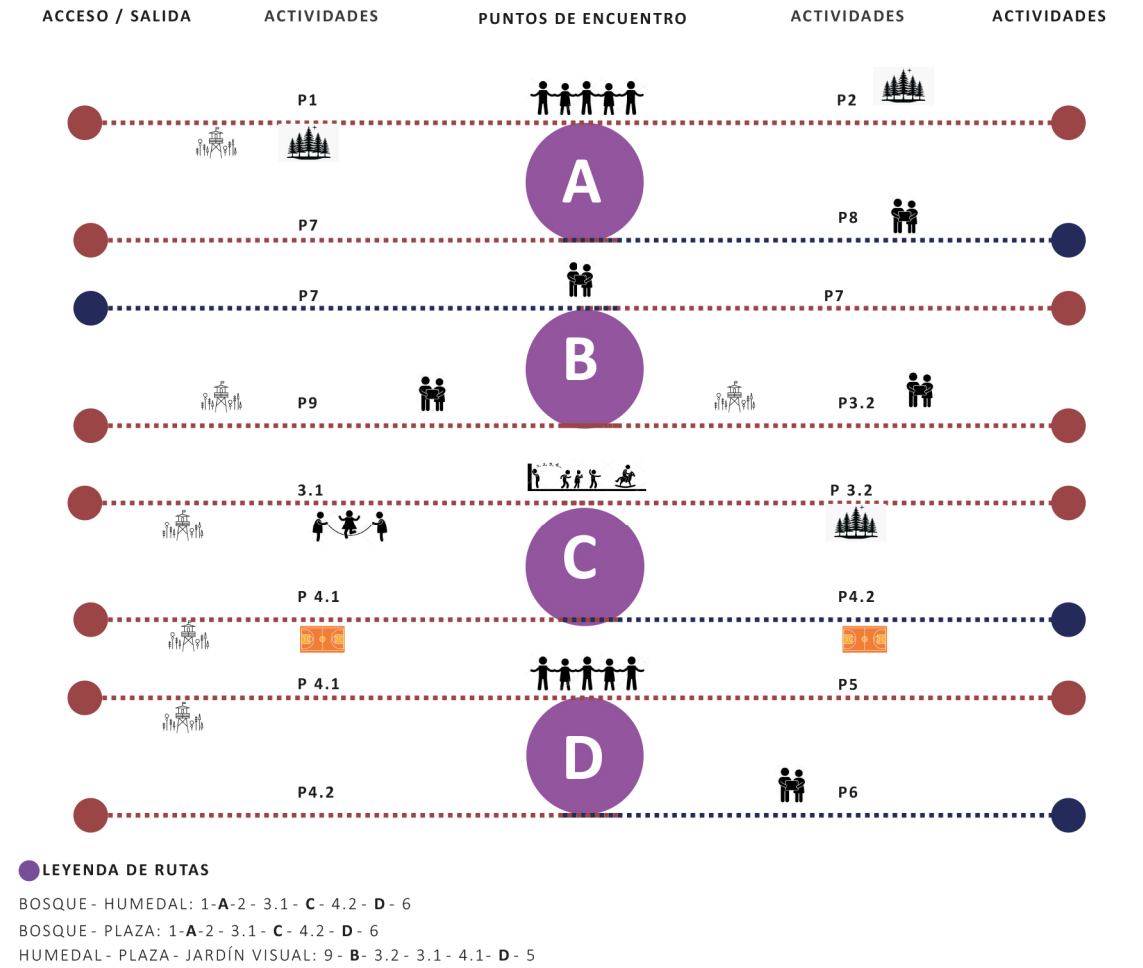 ACCESO / SALIDA ACTIVIDADES PUNTOS DE ENCUENTRO ACTIVIDADES ACTIVIDADES
P1 P2
A
P7 P8
P7 P7
B
P9 P3.2
3.1 P 3.2
C
P 4.1 P4.2
P 4.1 P5
D
P4.2 P6
LEYENDA DE RUTAS
BOSQUE - HUMEDAL: 1-A-2 - 3.1 - C - 4.2 - D - 6
BOSQUE - PLAZA: 1-A-2 - 3.1 - C - 4.2 - D - 6
HUMEDAL - PLAZA - JARDÍN VISUAL: 9 - B- 3.2 - 3.1 - 4.1- D - 5